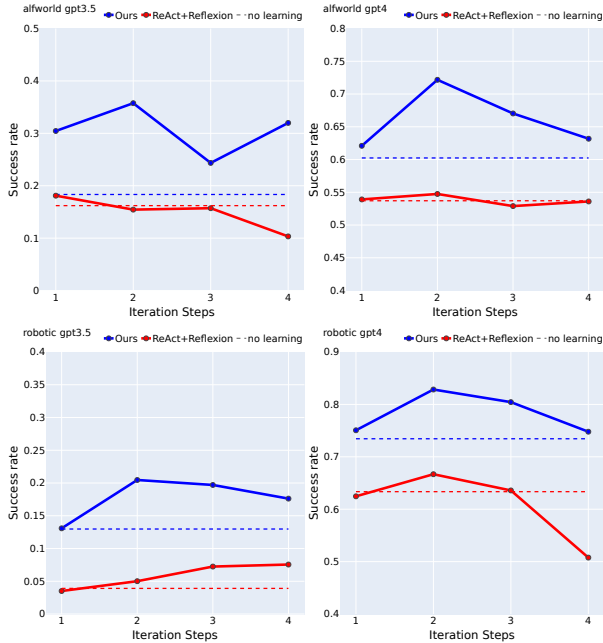 alfworld gpt3.5
Ours ReAct+Reflexion no learning
0.5
0.4
0.3
0.2
0.1
0
Success rate
1 2 3 4
Iteration Steps
alfworld gpt4
Ours ReAct+Reflexion no learning
0.8
0.75
0.7
0.65
0.6
0.55
0.5
0.45
0.4
Success rate
1 2 3 4
Iteration Steps
robotic gpt3.5
Ours ReAct+Reflexion no learning
0.4
0.35
0.3
0.25
0.2
0.15
0.1
0.05
0
Success rate
1 2 3 4
Iteration Steps
robotic gpt4
Ours ReAct+Reflexion no learning
0.9
0.8
0.7
0.6
0.5
0.4
Success rate
1 2 3 4
Iteration Steps